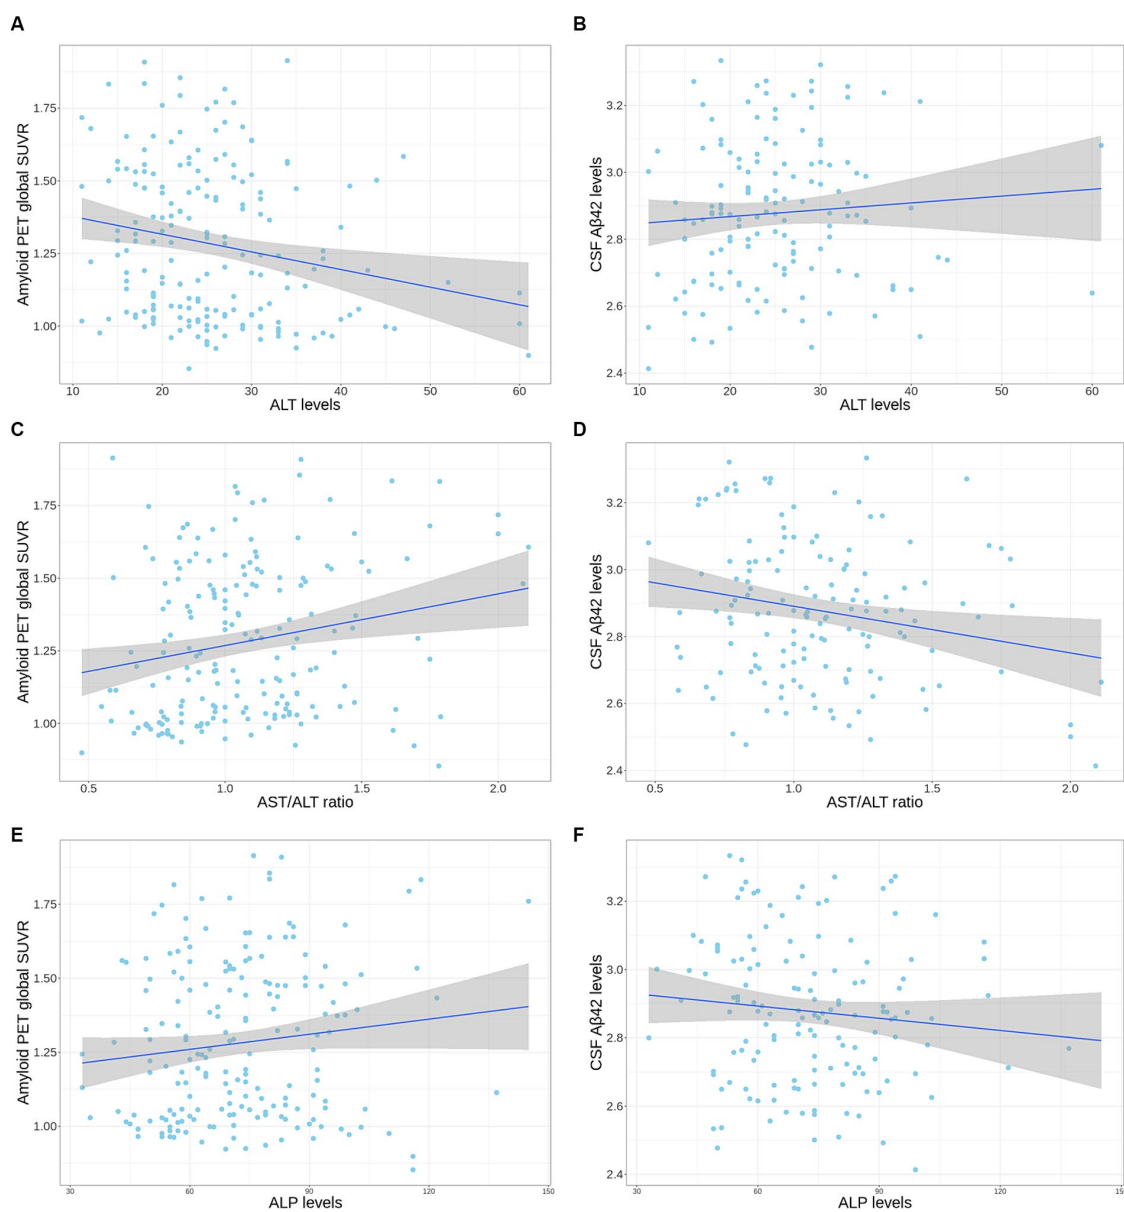 A
B
Amyloid PET global SUVR
1.75
1.50
1.25
1.00
10 20 30 40 50 60
ALT levels
CSF Aβ42 levels
3.2
3.0
2.8
2.6
2.4
10 20 30 40 50 60
ALT levels
C
D
Amyloid PET global SUVR
1.75
1.50
1.25
1.00
0.5 1.0 1.5 2.0
AST/ALT ratio
CSF Aβ42 levels
3.2
3.0
2.8
2.6
2.4
0.5 1.0 1.5 2.0
AST/ALT ratio
E
F
Amyloid PET global SUVR
1.75
1.50
1.25
1.00
30 60 90 120 150
ALP levels
CSF Aβ42 levels
3.2
3.0
2.8
2.6
2.4
30 60 90 120
ALP levels